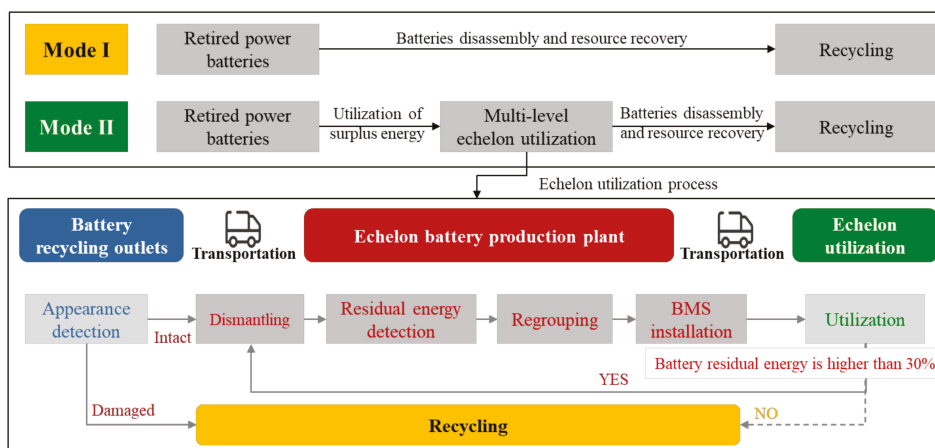 Mode I
Retired power
batteries
Batteries disassembly and resource recovery
Recycling
Mode II
Retired power
batteries
Utilization of
surplus energy
Multi-level
echelon utilization
Batteries disassembly
and resource recovery
Recycling
Echelon utilization process
Battery
recycling outlets
Transportation
Echelon battery production plant
Transportation
Echelon
utilization
Appearance
detection
Intact
Dismantling
Residual energy
detection
Regrouping
BMS
installation
Utilization
Battery residual energy is higher than 30%
YES
Damaged
Recycling
NO